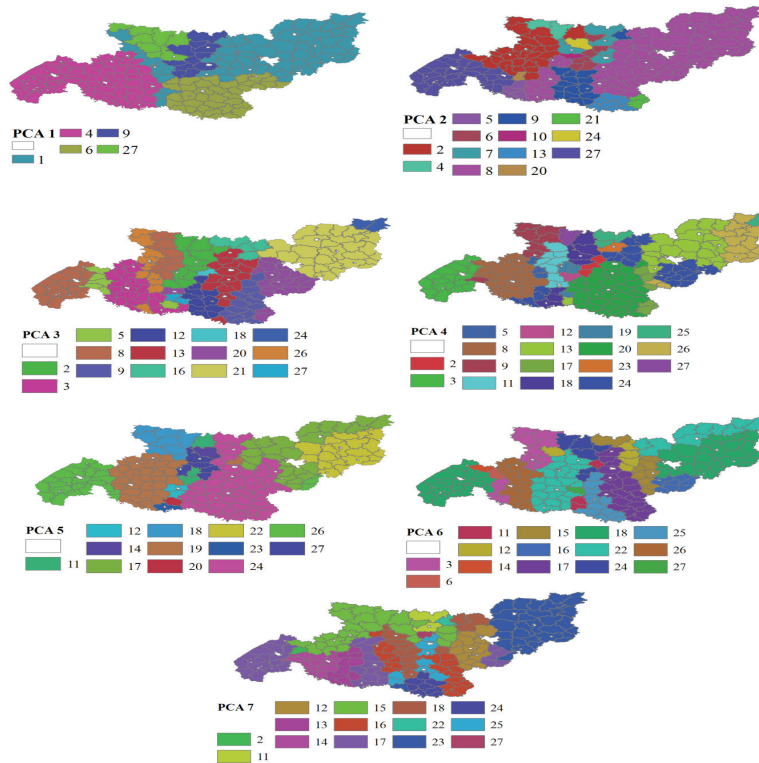 PCA 1
4 9
1 6 27
PCA 2
5 9 21
6 10 24
2 7 13 27
4 8 20
PCA 3
5 12 18 24
8 13 20 26
2 9 16 21 27
3
PCA 4
5 12 19 25
8 13 20 26
2 9 17 23 27
3 11 18 24
PCA 5
12 18 22 26
14 19 23 27
11 17 20 24
PCA 6
11 15 18 25
12 16 22 26
3 14 17 24 27
6
PCA 7
12 15 18 24
13 16 22 25
2 14 17 23 27
11